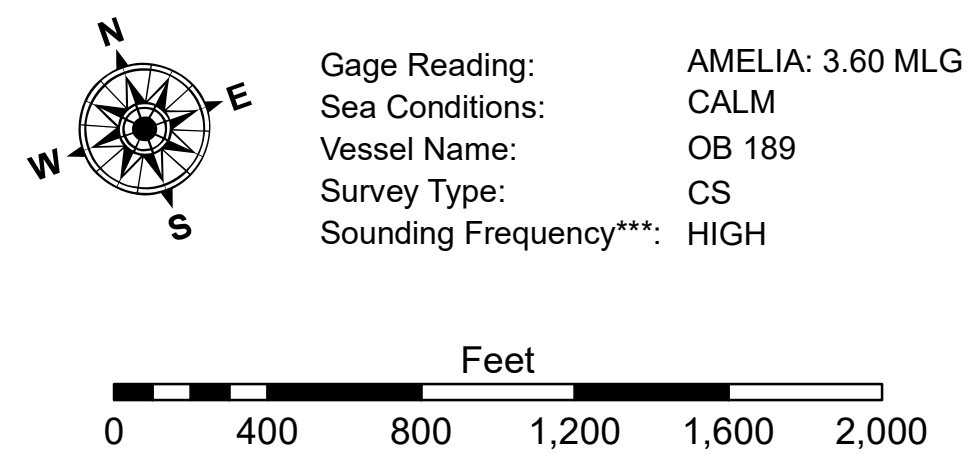 N
E
W
S
Gage Reading: AMELIA: 3.60 MLG
Sea Conditions: CALM
Vessel Name: OB 189
Survey Type: CS
Sounding Frequency***: HIGH
Feet
0 400 800 1,200 1,600 2,000